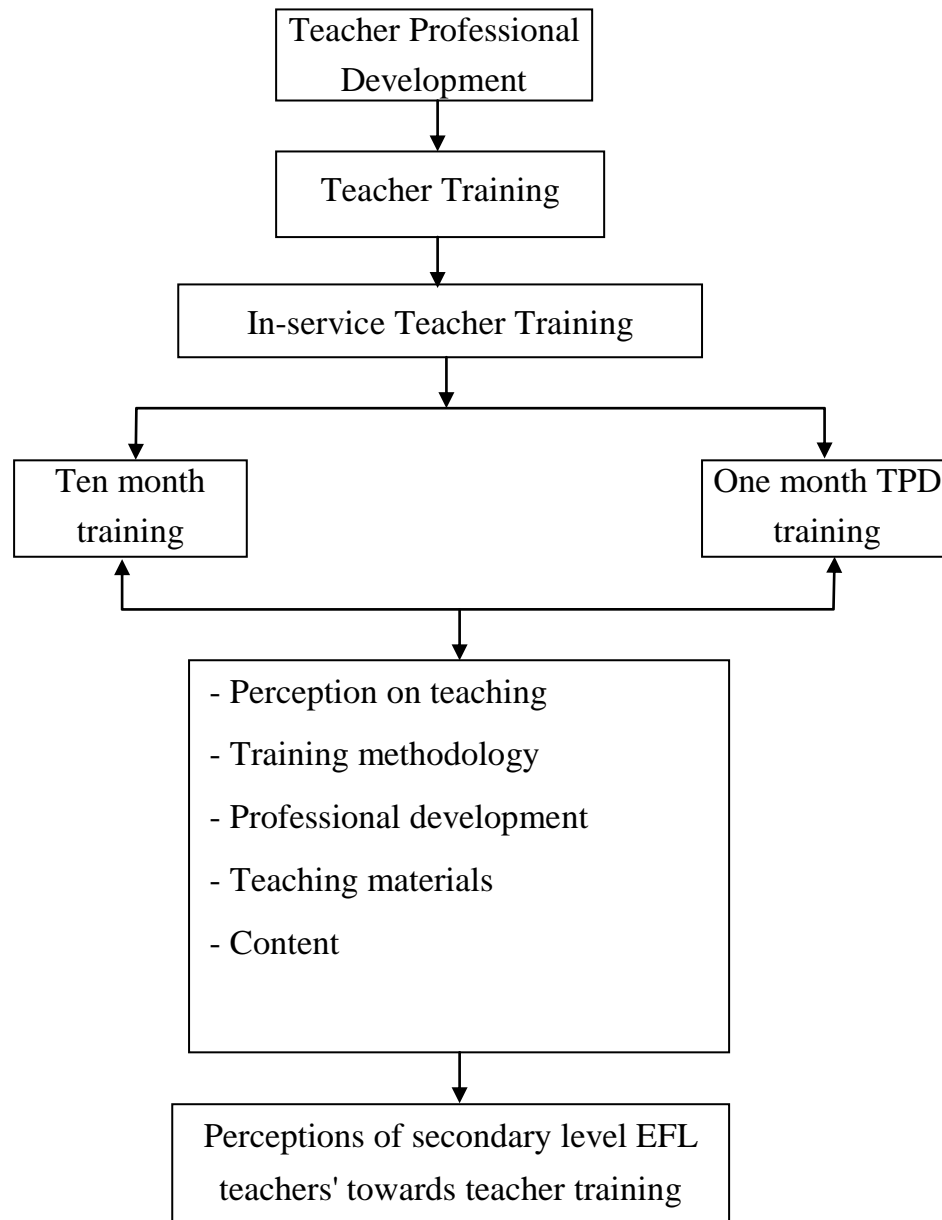 Teacher Professional
Development
Teacher Training
In-service Teacher Training
Ten month
training
One month TPD
training
- Perception on teaching
- Training methodology
- Professional development
- Teaching materials
- Content
Perceptions of secondary level EFL
teachers' towards teacher training